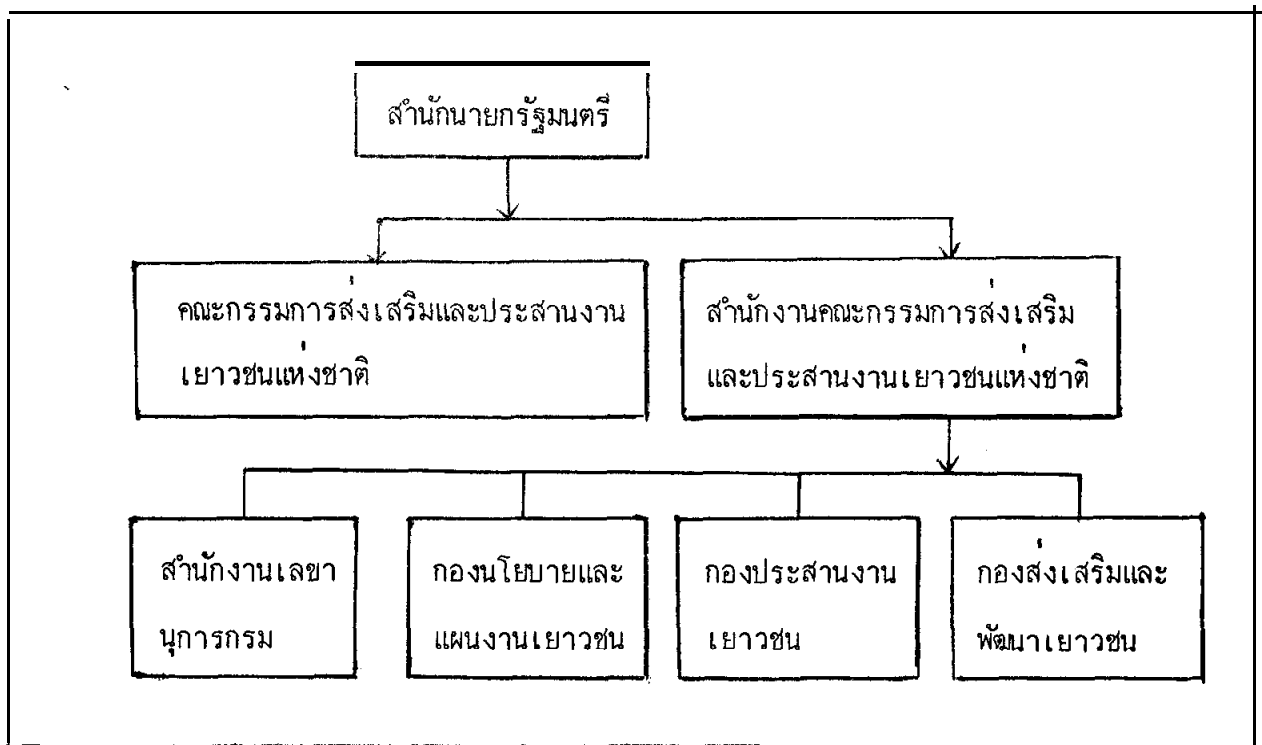 สำนักนายกรัฐมนตรี
คณะกรรมการส่งเสริมและประสานงาน
เยาวชนแห่งชาติ
สำนักงานคณะกรรมการส่งเสริม
และประสานงานเยาวชนแห่งชาติ
สำนักงานเลขา
นุการกรม
กองนโยบายและ
แผนงานเยาวชน
กองประสานงาน
เยาวชน
กองส่งเสริมและ
พัฒนาเยาวชน